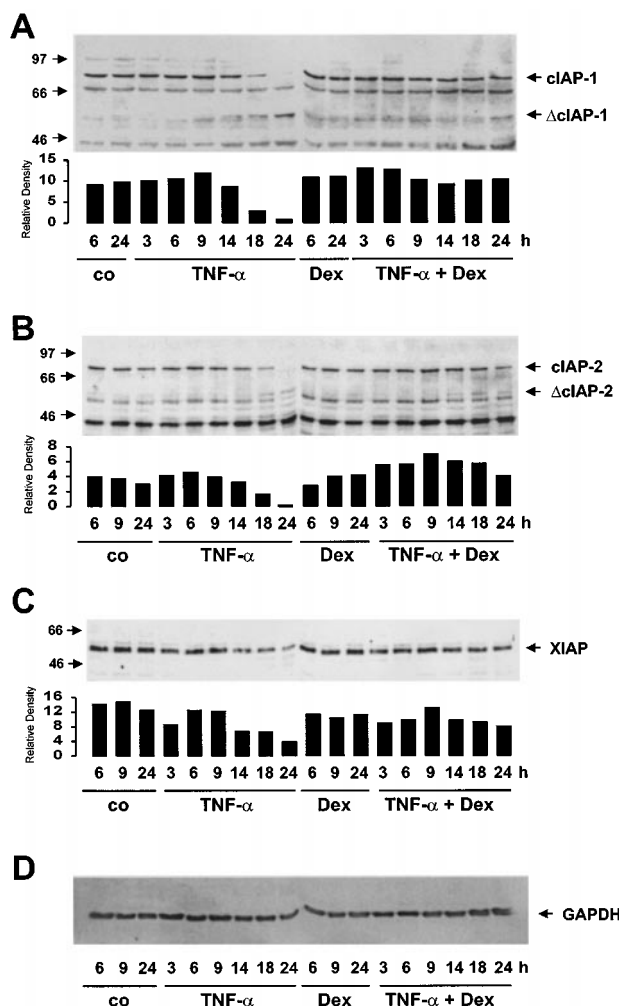 A
97
66
46
cIAP-1
ΔcIAP-1
Relative Density
15
10
5
0
6 24 3 6 9 14 18 24 6 24 3 6 9 14 18 24 h
co TNF-α Dex TNF-α + Dex
B
97
66
46
cIAP-2
ΔcIAP-2
Relative Density
8
6
4
2
0
6 9 24 3 6 9 14 18 24 6 9 24 3 6 9 14 18 24 h
co TNF-α Dex TNF-α + Dex
C
66
46
XIAP
Relative Density
16
12
8
4
0
6 9 24 3 6 9 14 18 24 6 9 24 3 6 9 14 18 24 h
co TNF-α Dex TNF-α + Dex
D
GAPDH
6 9 24 3 6 9 14 18 24 6 9 24 3 6 9 14 18 24 h
co TNF-α Dex TNF-α + Dex